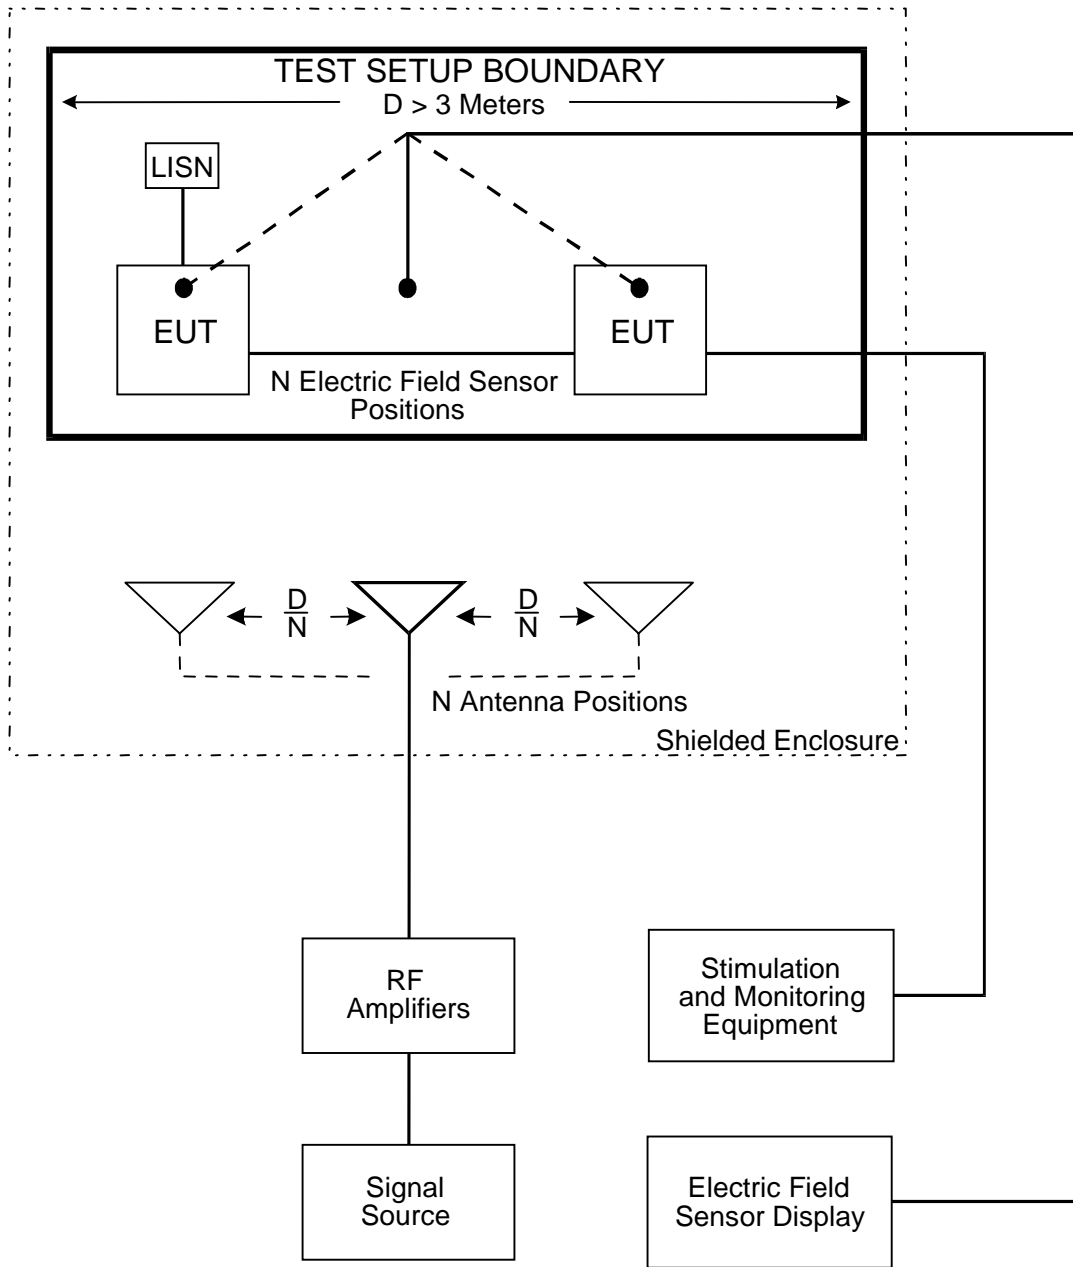 TEST SETUP BOUNDARY
D > 3 Meters
LISN
EUT
EUT
N Electric Field Sensor
Positions
D
N
D
N
N Antenna Positions
Shielded Enclosure
RF
Amplifiers
Stimulation
and Monitoring
Equipment
Signal
Source
Electric Field
Sensor Display